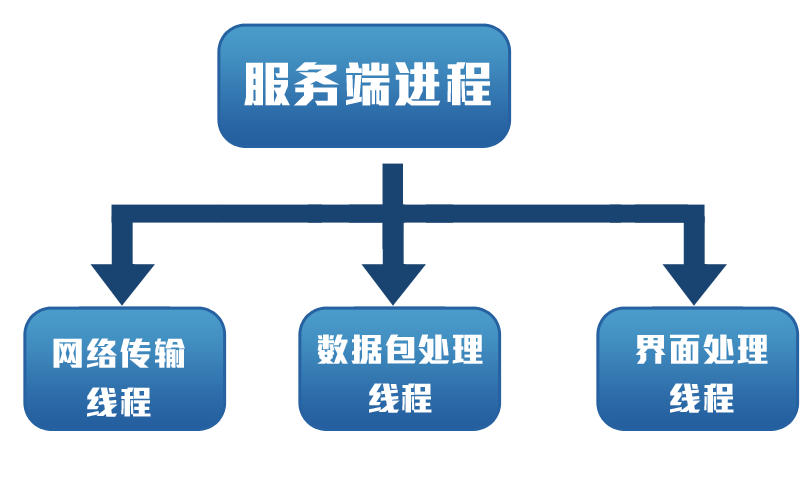 服务端进程
网络传输
线程
数据包处理
线程
界面处理
线程